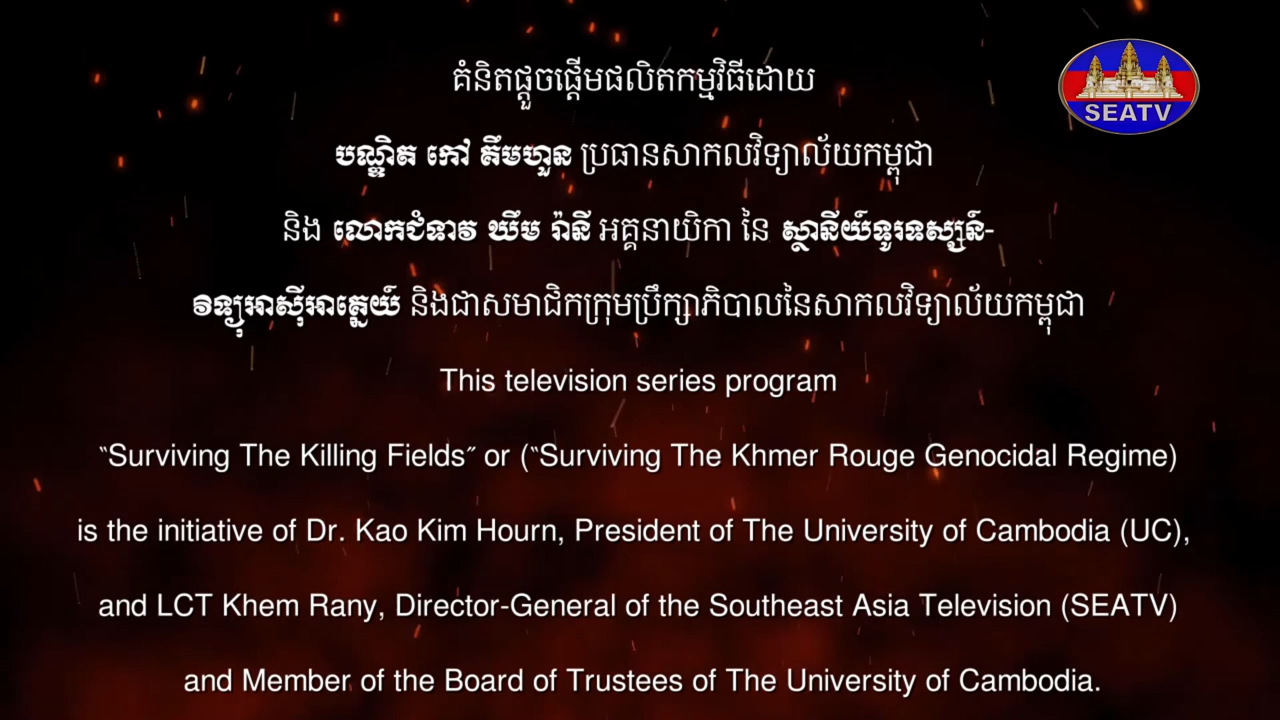 SEATV
គំនិតផ្ដួចផ្ដើមផលិតកម្មវិធីដោយ
បណ្ឌិត កៅ គឹមហួន ប្រធានសាកលវិទ្យាល័យកម្ពុជា
និង លោកជំទាវ ឃឹម រ៉ានី អគ្គនាយិកា នៃ ស្ថានីយ៍ទូរទស្សន៍-
វិទ្យុអាស៊ីអាគ្នេយ៍ និងជាសមាជិកក្រុមប្រឹក្សាភិបាលនៃសាកលវិទ្យាល័យកម្ពុជា
This television series program
“Surviving The Killing Fields” or (“Surviving The Khmer Rouge Genocidal Regime)
is the initiative of Dr. Kao Kim Hourn, President of The University of Cambodia (UC),
and LCT Khem Rany, Director-General of the Southeast Asia Television (SEATV)
and Member of the Board of Trustees of The University of Cambodia.